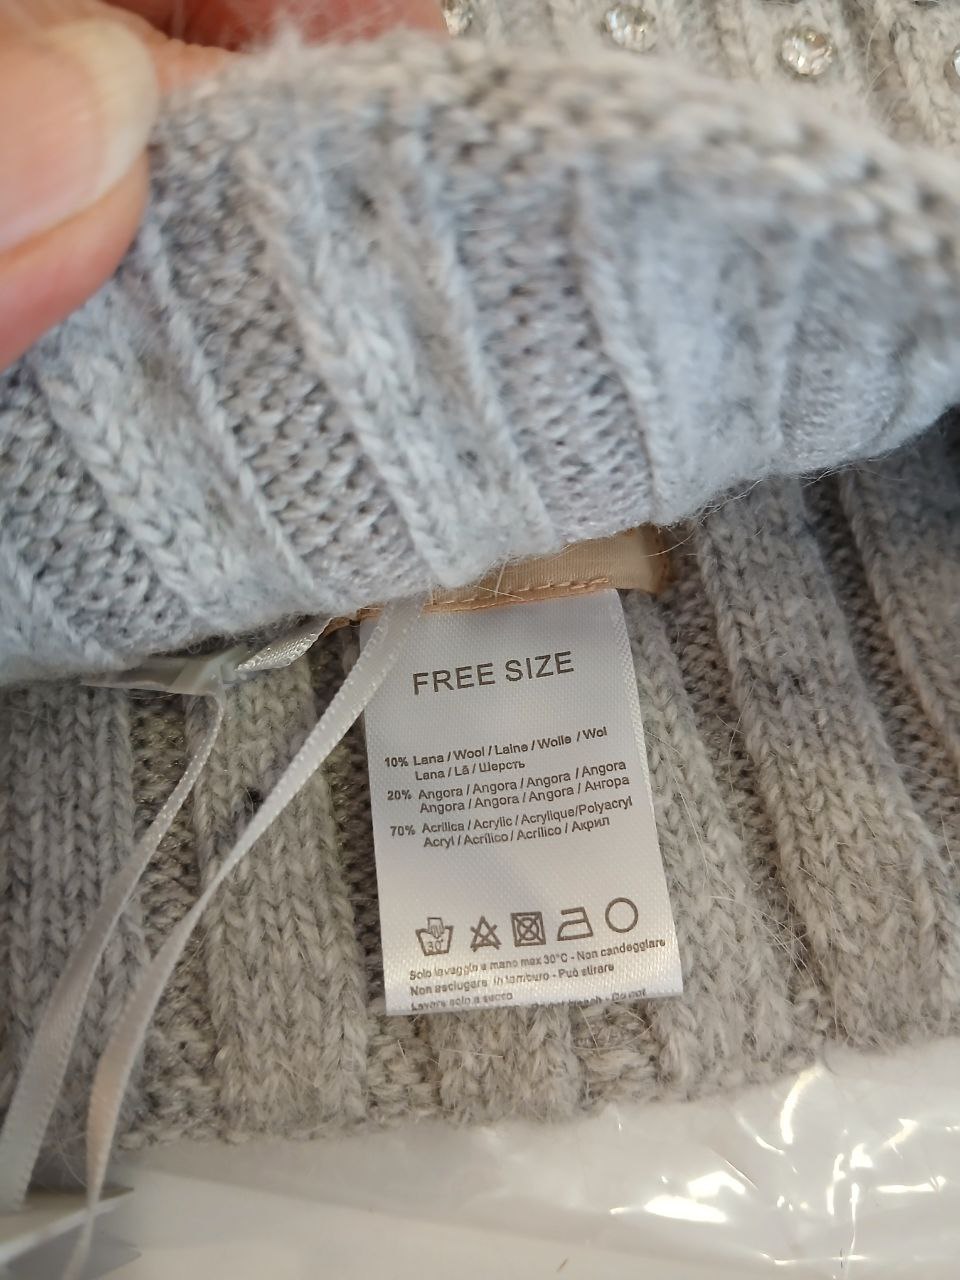 FREE SIZE
10% Lana / Wool / Laine / Wolle / Wol
Lana / Lã / Шерсть
20% Angora / Angora / Angora / Angora
Angora / Angora / Angora / Ангора
70% Acrilica / Acrylic / Acrylique/Polyacryl
Acryl / Acrílico / Acrílico / Акрил
30°
Solo lavaggio a mano max 30°C - Non candeggiare
Non asciugare in tamburo - Può stirare
Lavare solo a secco
- Do not